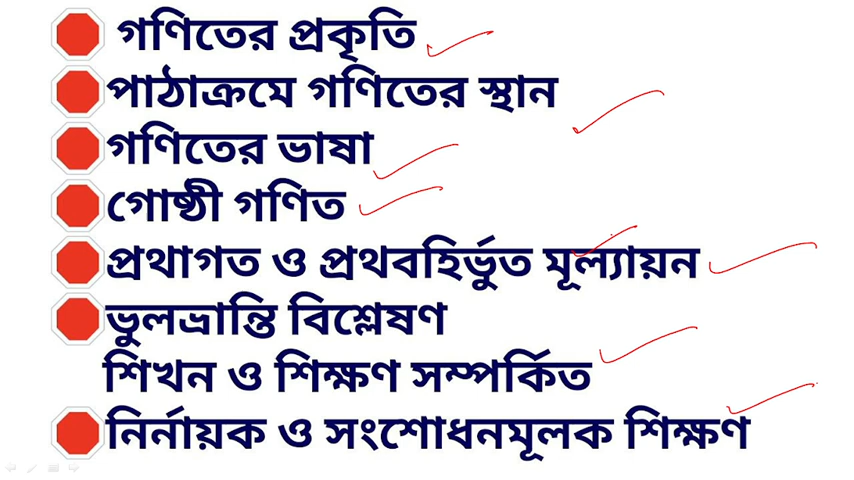 গণিতের প্রকৃতি
পাঠাক্রমে গণিতের স্থান
গণিতের ভাষা
গোষ্ঠী গণিত
প্রথাগত ও প্রথবহির্ভুত মূল্যায়ন
ভুলভ্রান্তি বিশ্লেষণ
শিখন ও শিক্ষণ সম্পর্কিত
নির্নায়ক ও সংশোধনমূলক শিক্ষণ